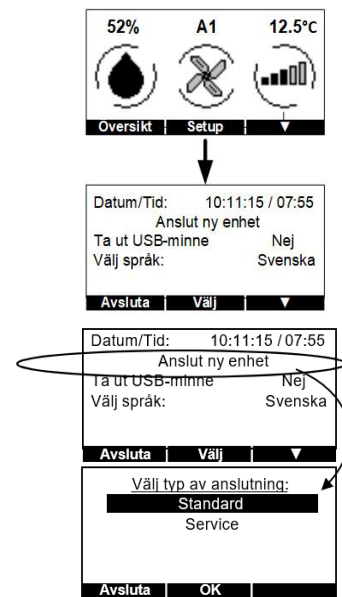 52% A1 12.5°C
Översikt Setup ▼
Datum/Tid: 10:11:15 / 07:55
Anslut ny enhet
Ta ut USB-minne Nej
Välj språk: Svenska
Avsluta Välj ▼
Datum/Tid: 10:11:15 / 07:55
Anslut ny enhet
Ta ut USB-minne Nej
Välj språk: Svenska
Avsluta Välj ▼
Välj typ av anslutning:
Standard
Service
Avsluta OK